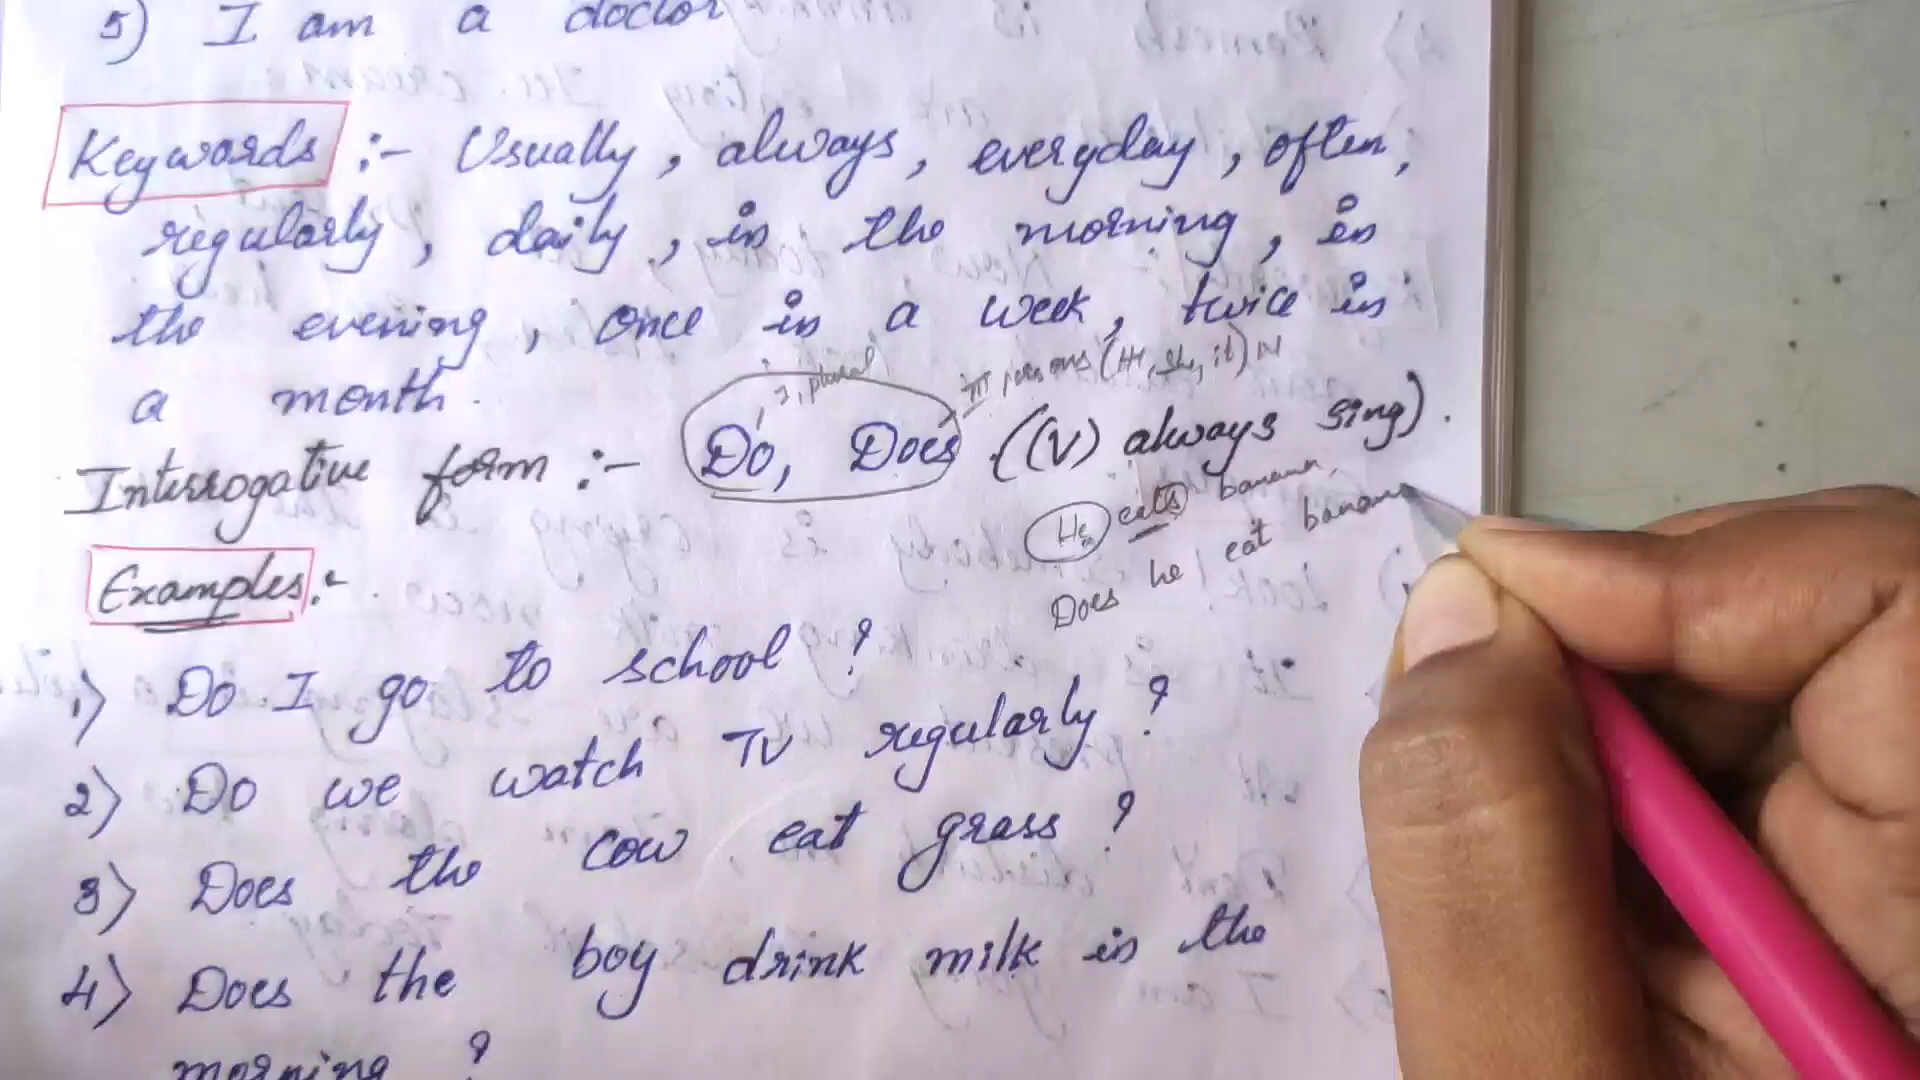 5) I am a doctor
Keywords :- Usually, always, everyday, often,
regularly, daily, in the morning, in
the evening, once in a week, twice in
a month.
I, plural
III persons (He, she, it) N
Interrogative form :- Do, Does ((V) always sing).
He eats banana.
Does he eat banana
Examples:-
1) Do I go to school?
2) Do we watch TV regularly?
3) Does the cow eat grass?
4) Does the boy drink milk in the
morning?